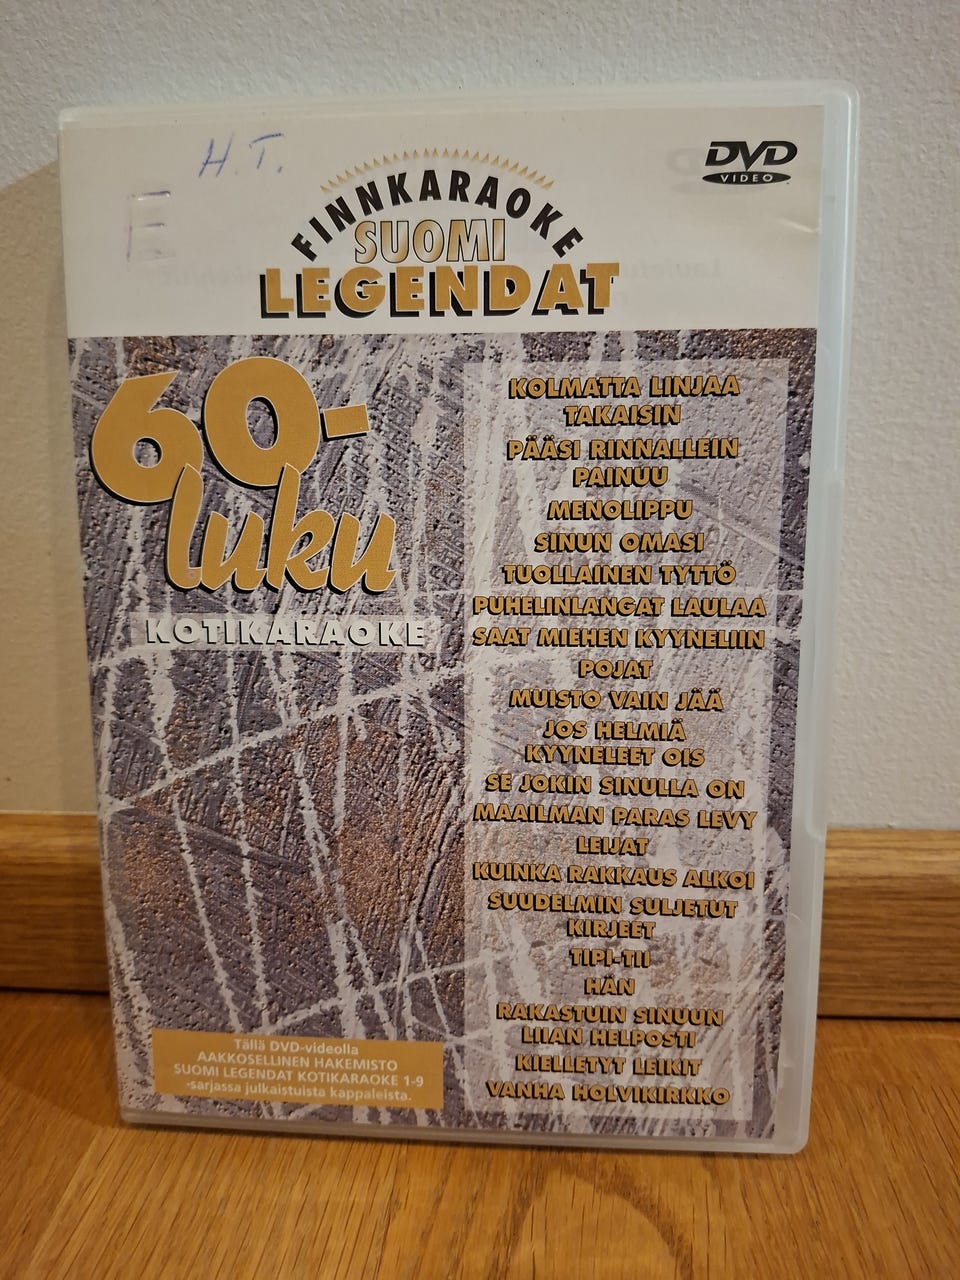 H.T.
E
DVD
VIDEO
FINNKARAOKE
SUOMI
LEGENDAT
60-
luku
KOTIKARAOKE
KOLMATTA LINJAA
TAKAISIN
PÄÄSI RINNALLEIN
PAINUU
MENOLIPPU
SINUN OMASI
TUOLLAINEN TYTTÖ
PUHELINLANGAT LAULAA
SAAT MIEHEN KYYNELIIN
POJAT
MUISTO VAIN JÄÄ
JOS HELMIÄ
KYYNELEET OIS
SE JOKIN SINULLA ON
MAAILMAN PARAS LEVY
LEIJAT
KUINKA RAKKAUS ALKOI
SUUDELMIN SULJETUT
KIRJEET
TIPI-TII
HÄN
RAKASTUIN SINUUN
LIIAN HELPOSTI
KIELLETYT LEIKIT
VANHA HOLVIKIRKKO
Tällä DVD-videolla
AAKKOSELLINEN HAKEMISTO
SUOMI LEGENDAT KOTIKARAOKE 1-9
-sarjassa julkaistuista kappaleista.